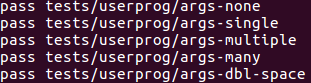 pass tests/userprog/args-none
pass tests/userprog/args-single
pass tests/userprog/args-multiple
pass tests/userprog/args-many
pass tests/userprog/args-dbl-space